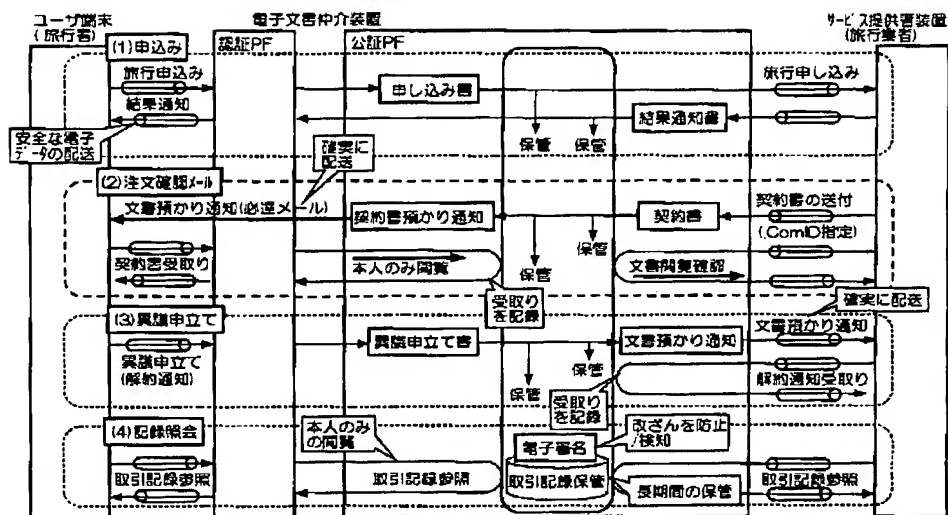 ユーザ端末
(旅行者)
電子文書仲介装置
サービス提供者装置
(旅行業者)
認証PF
公証PF
(1)申込み
旅行申込み
申し込み書
旅行申し込み
結果通知
結果通知書
保管
保管
安全な電子
データの配送
確実に
配送
(2)注文確認メール
文書預かり通知(必達メール)
契約書預かり通知
契約書
契約書の送付
(.ComID指定)
保管
保管
契約書受取り
本人のみ閲覧
文書閲覧確認
受取り
を記録
確実に配送
(3)異議申立て
文書預かり通知
異議申立て書
文書預かり通知
異議申立て
(解約通知)
保管
保管
解約通知受取り
受取り
を記録
(4)記録照会
本人のみ
の閲覧
改ざんを防止
/検知
電子署名
取引記録参照
取引記録参照
取引記録保管
長期間の保管
取引記録参照